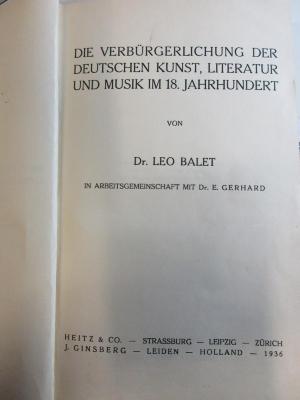 DIE VERBÜRGERLICHUNG DER
DEUTSCHEN KUNST, LITERATUR
UND MUSIK IM 18. JAHRHUNDERT
VON
Dr. LEO BALET
IN ARBEITSGEMEINSCHAFT MIT Dr. E. GERHARD
HEITZ & CO. — STRASSBURG — LEIPZIG — ZÜRICH
J. GINSBERG — LEIDEN — HOLLAND — 1936